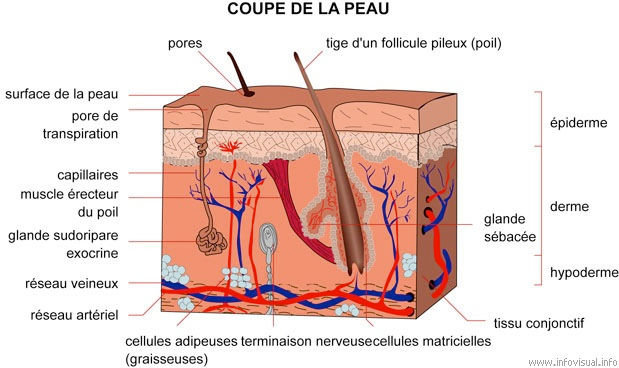 COUPE DE LA PEAU
pores
tige d'un follicule pileux (poil)
surface de la peau
pore de
transpiration
capillaires
muscle érecteur
du poil
glande sudoripare
exocrine
réseau veineux
réseau artériel
cellules adipeuses
(graisseuses)
terminaison nerveuse
cellules matricielles
épiderme
derme
glande
sébacée
hypoderme
tissu conjonctif
www.infovisual.info